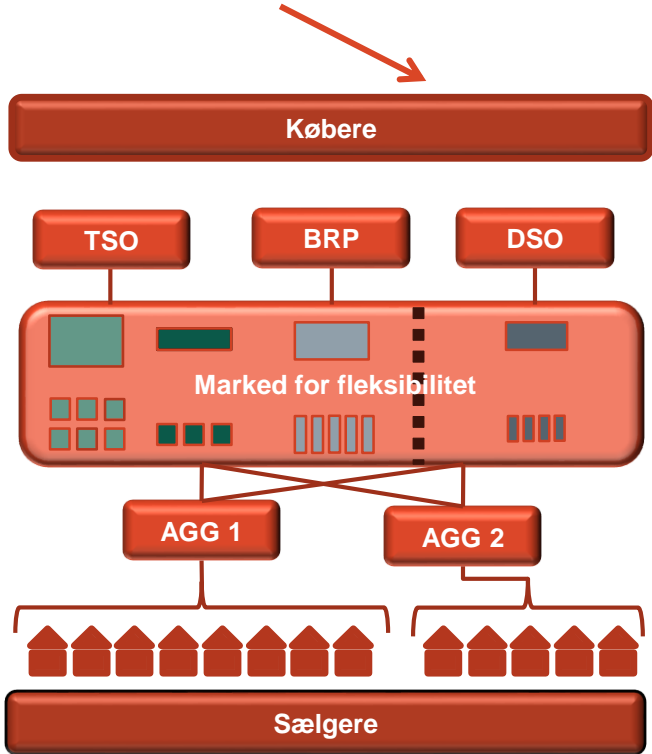 Købere
TSO
BRP
DSO
Marked for fleksibilitet
AGG 1
AGG 2
Sælgere